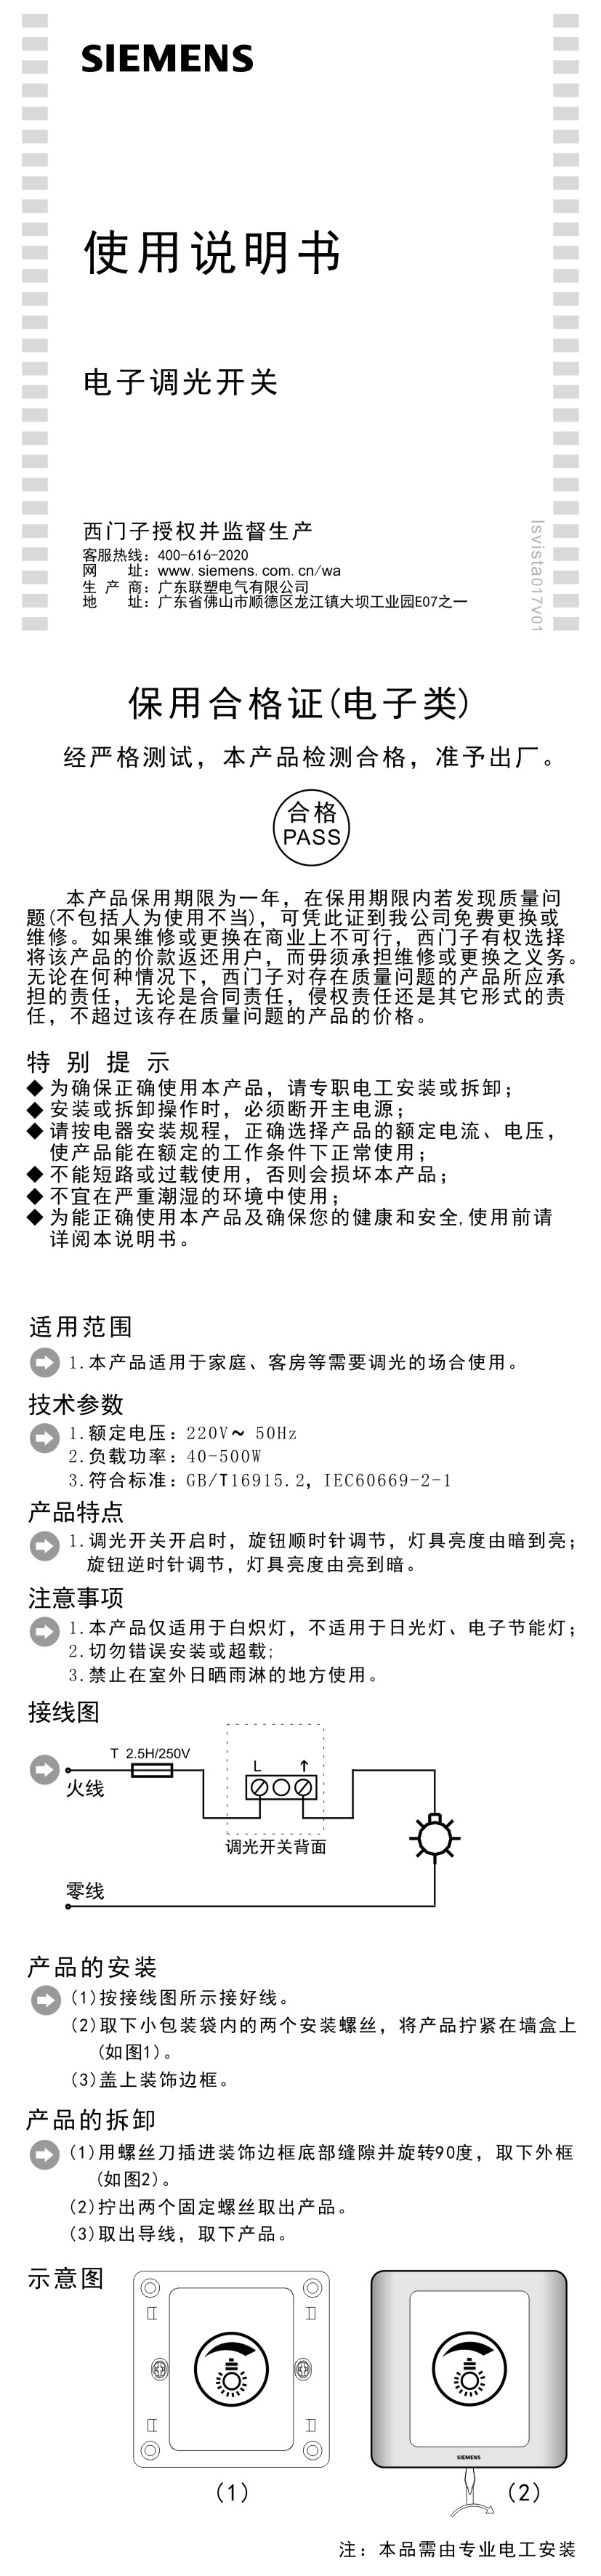 SIEMENS
使用说明书
电子调光开关
西门子授权并监督生产
客服热线：400-616-2020
网 址：www.siemens.com.cn/wa
生 产 商：广东联塑电气有限公司
地 址：广东省佛山市顺德区龙江镇大坝工业园E07之一
lsvista017v01
保用合格证(电子类)
经严格测试，本产品检测合格，准予出厂。
合格
PASS
本产品保用期限为一年，在保用期限内若发现质量问
题(不包括人为使用不当)，可凭此证到我公司免费更换或
维修。如果维修或更换在商业上不可行，西门子有权选择
将该产品的价款返还用户，而毋须承担维修或更换之义务。
无论在何种情况下，西门子对存在质量问题的产品所应承
担的责任，无论是合同责任，侵权责任还是其它形式的责
任，不超过该存在质量问题的产品的价格。
特 别 提 示
◆为确保正确使用本产品，请专职电工安装或拆卸；
◆安装或拆卸操作时，必须断开主电源；
◆请按电器安装规程，正确选择产品的额定电流、电压，
使产品能在额定的工作条件下正常使用；
◆不能短路或过载使用，否则会损坏本产品；
◆不宜在严重潮湿的环境中使用；
◆为能正确使用本产品及确保您的健康和安全,使用前请
详阅本说明书。
适用范围
1.本产品适用于家庭、客房等需要调光的场合使用。
技术参数
1.额定电压：220V～ 50Hz
2.负载功率：40-500W
3.符合标准：GB/T16915.2，IEC60669-2-1
产品特点
1.调光开关开启时，旋钮顺时针调节，灯具亮度由暗到亮；
旋钮逆时针调节，灯具亮度由亮到暗。
注意事项
1.本产品仅适用于白炽灯，不适用于日光灯、电子节能灯；
2.切勿错误安装或超载;
3.禁止在室外日晒雨淋的地方使用。
接线图
T 2.5H/250V
L ↑
火线
调光开关背面
零线
产品的安装
(1)按接线图所示接好线。
(2)取下小包装袋内的两个安装螺丝，将产品拧紧在墙盒上
(如图1)。
(3)盖上装饰边框。
产品的拆卸
(1)用螺丝刀插进装饰边框底部缝隙并旋转90度，取下外框
(如图2)。
(2)拧出两个固定螺丝取出产品。
(3)取出导线，取下产品。
示意图
SIEMENS
(1)
(2)
注：本品需由专业电工安装